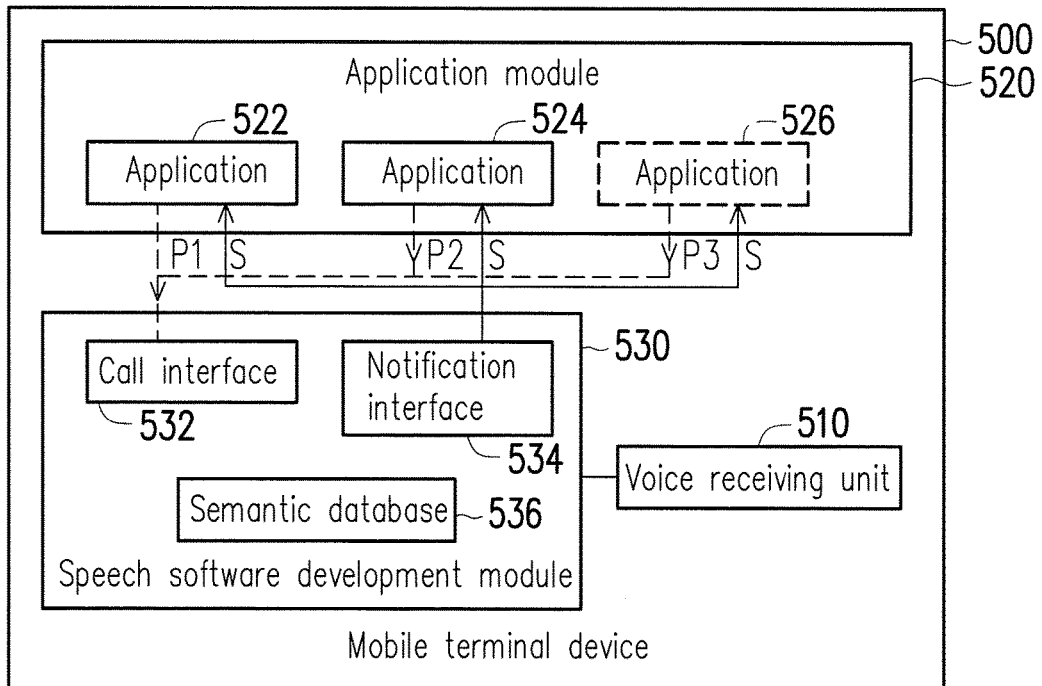 500
Application module
520
522
524
526
Application
Application
Application
P1
S
P2
S
P3
S
530
Call interface
532
Notification
interface
534
510
Voice receiving unit
Semantic database
536
Speech software development module
Mobile terminal device